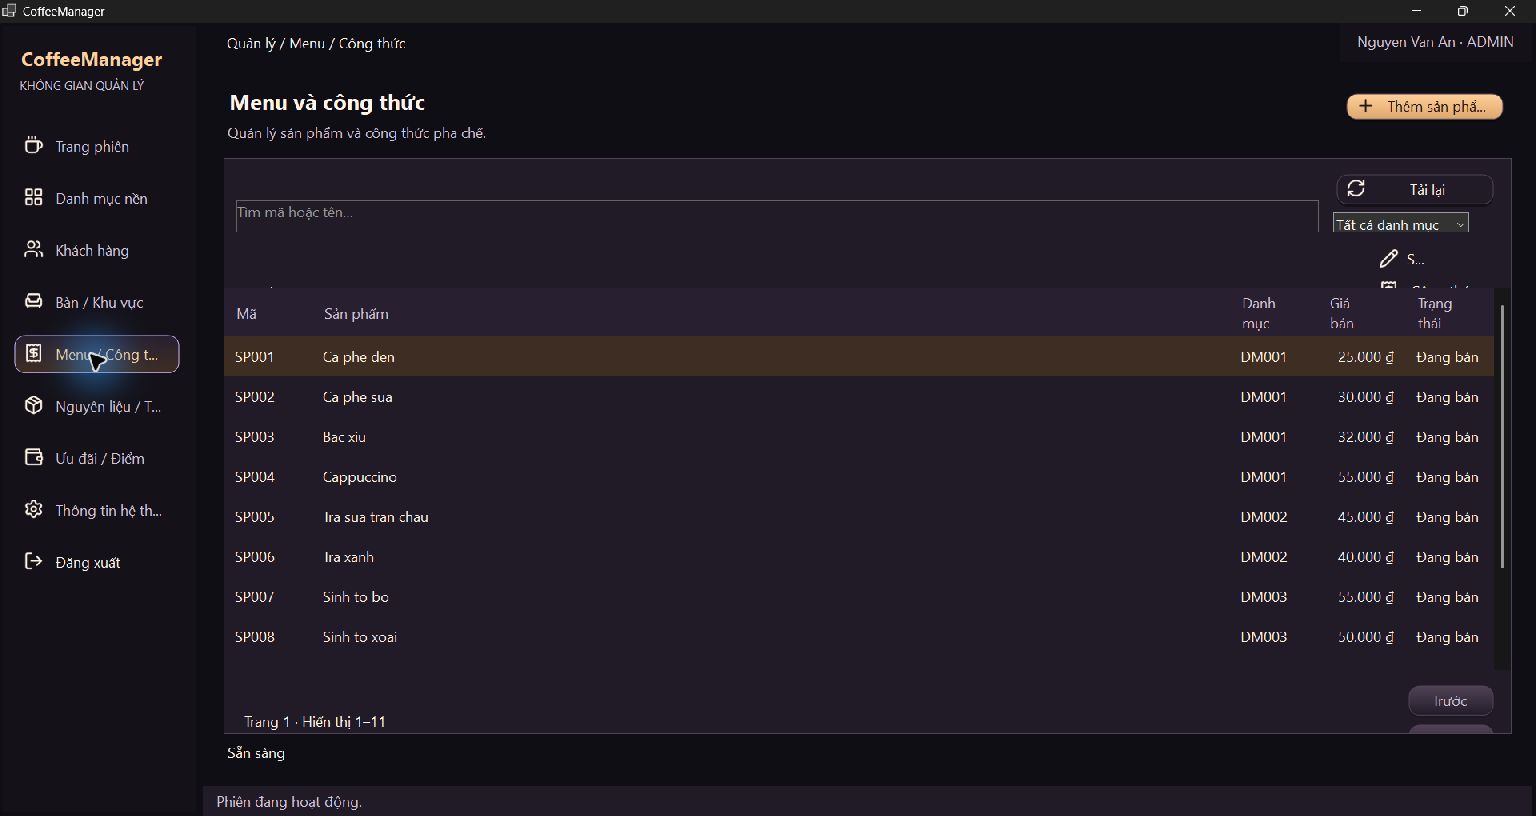 CoffeeManager
Quản lý / Menu / Công thức
Nguyen Van An · ADMIN
CoffeeManager
KHÔNG GIAN QUẢN LÝ
Menu và công thức
Thêm sản phẩ...
Quản lý sản phẩm và công thức pha chế.
Trang phiên
Danh mục nền
Khách hàng
Bàn / Khu vực
Menu / Công t...
Nguyên liệu / T...
Ưu đãi / Điểm
Thông tin hệ th...
Đăng xuất
Tải lại
Tìm mã hoặc tên...
Tất cả danh mục
S...
Mã Sản phẩm Danh mục Giá bán Trạng thái
SP001 Ca phe den DM001 25.000 ₫ Đang bán
SP002 Ca phe sua DM001 30.000 ₫ Đang bán
SP003 Bac xiu DM001 32.000 ₫ Đang bán
SP004 Cappuccino DM001 55.000 ₫ Đang bán
SP005 Tra sua tran chau DM002 45.000 ₫ Đang bán
SP006 Tra xanh DM002 40.000 ₫ Đang bán
SP007 Sinh to bo DM003 55.000 ₫ Đang bán
SP008 Sinh to xoai DM003 50.000 ₫ Đang bán
Trước
Trang 1 · Hiển thị 1–11
Sẵn sàng
Phiên đang hoạt động.